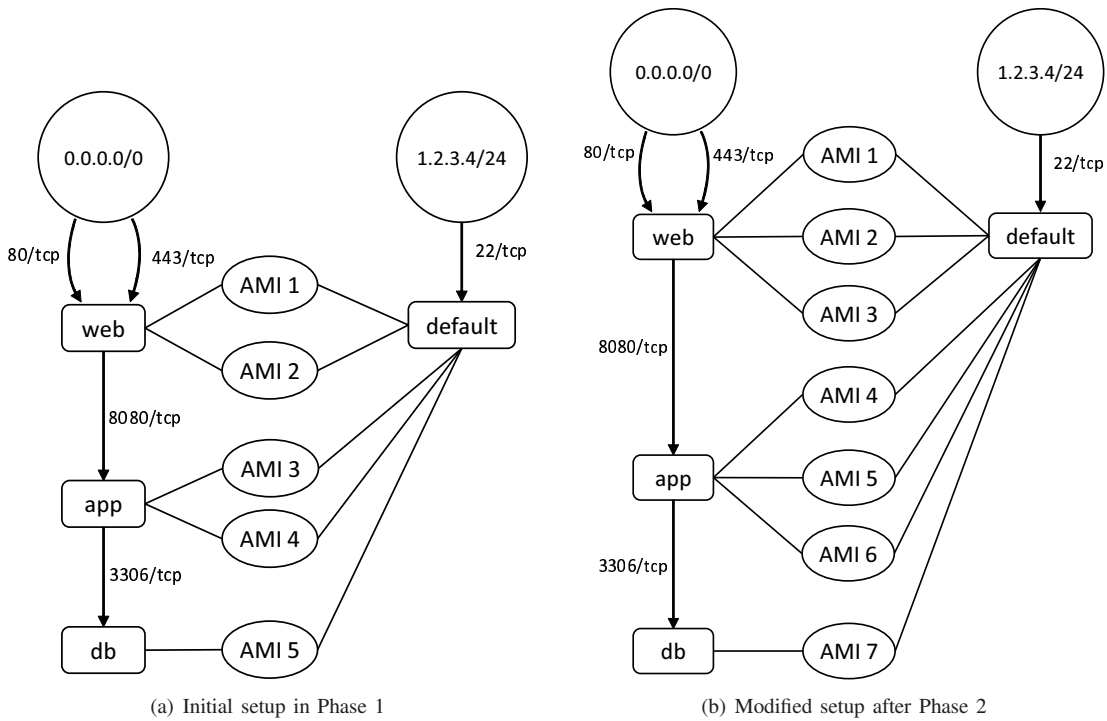 0.0.0.0/0
1.2.3.4/24
80/tcp
443/tcp
22/tcp
AMI 1
web
default
AMI 2
8080/tcp
AMI 3
app
AMI 4
3306/tcp
db
AMI 5
(a) Initial setup in Phase 1
0.0.0.0/0
1.2.3.4/24
80/tcp
443/tcp
AMI 1
22/tcp
web
AMI 2
default
AMI 3
8080/tcp
AMI 4
app
AMI 5
AMI 6
3306/tcp
db
AMI 7
(b) Modified setup after Phase 2